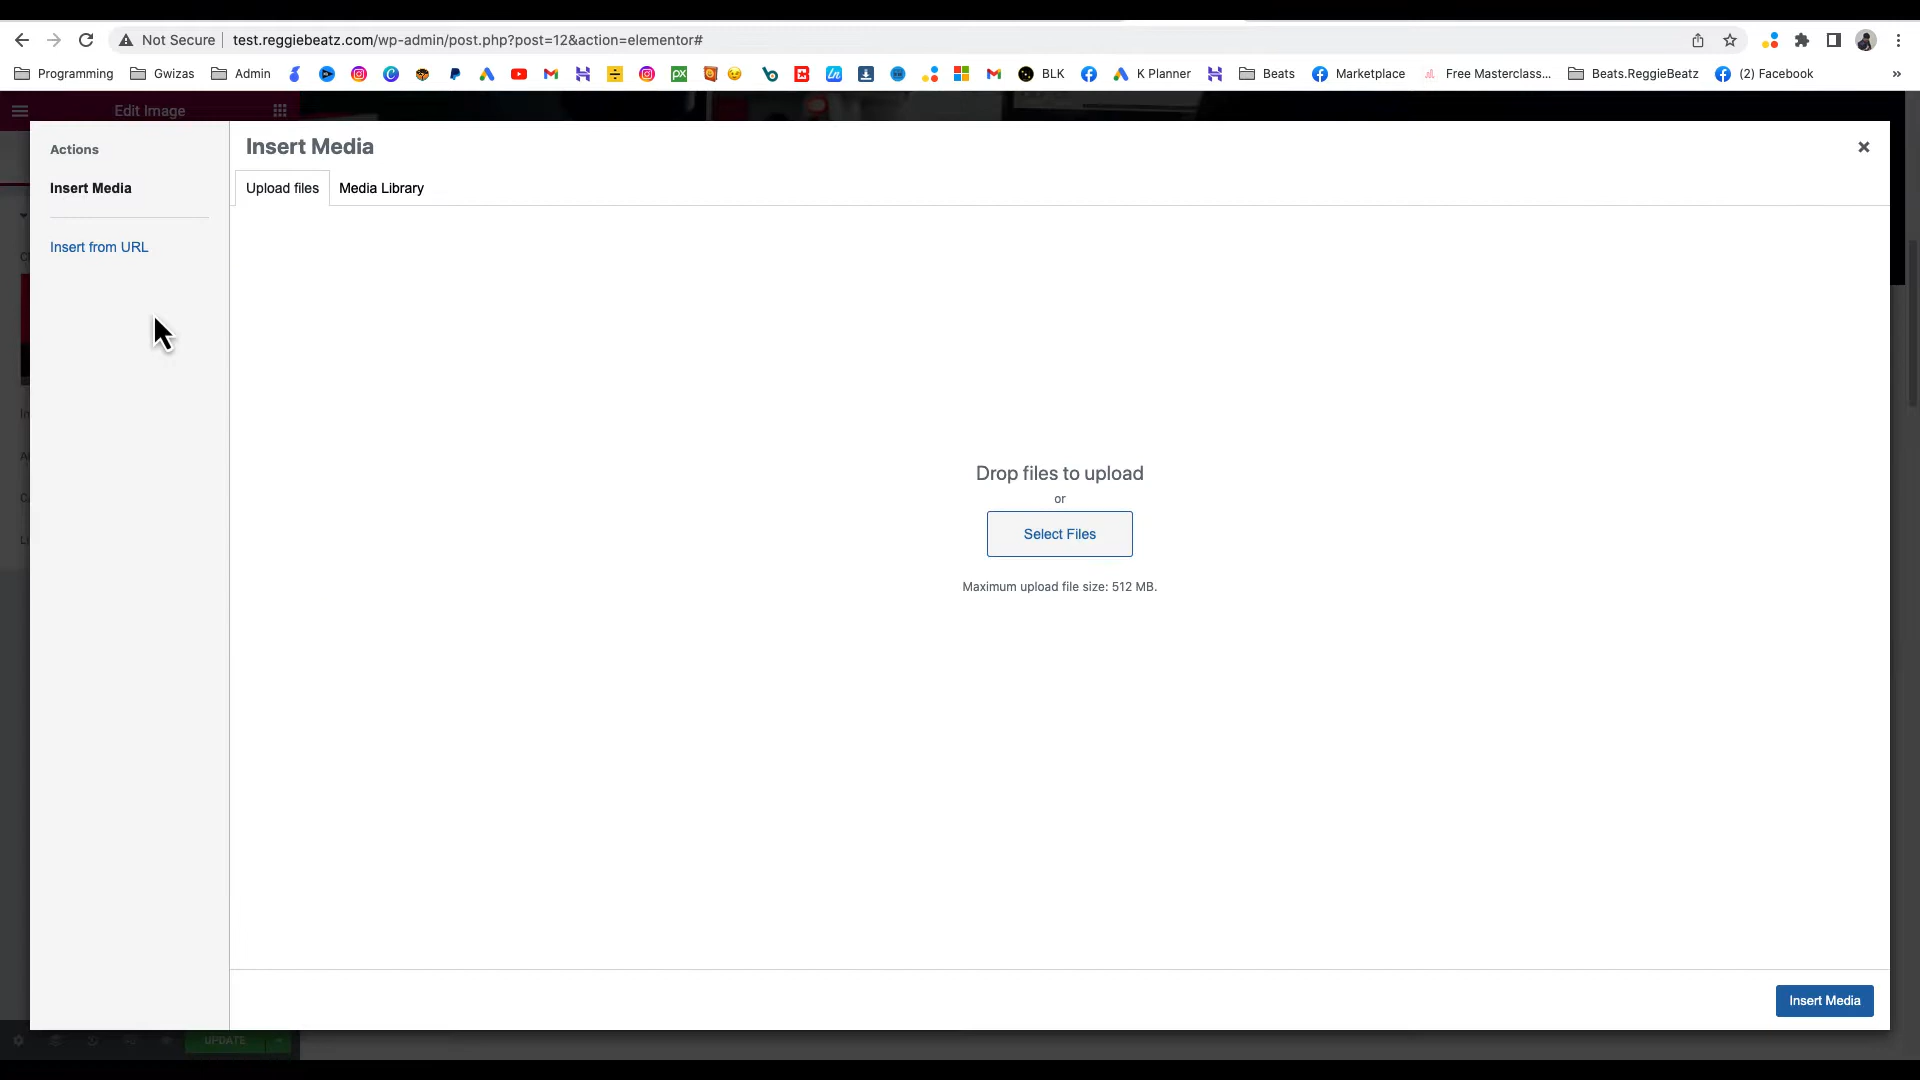 Not Secure test.reggiebeatz.com/wp-admin/post.php?post=12&action=elementor#
Programming Gwizas Admin BLK K Planner Beats Marketplace Free Masterclass... Beats.ReggieBeatz (2) Facebook »
Edit Image
Actions
Insert Media
Insert from URL
Insert Media
Upload files Media Library
Drop files to upload
or
Select Files
Maximum upload file size: 512 MB.
Insert Media
UPDATE